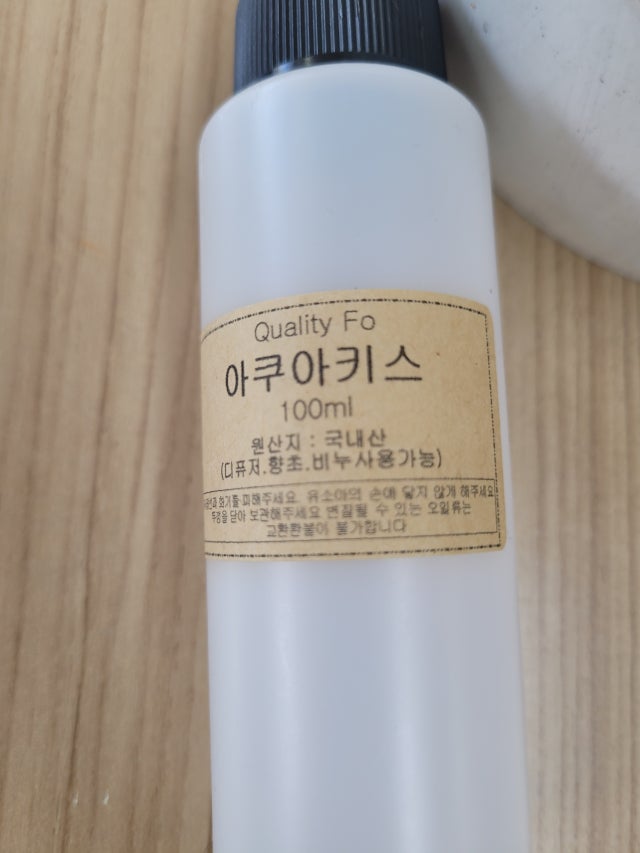 Quality Fo
아쿠아키스
100ml
원산지 : 국내산
(디퓨저.향초.비누사용가능)
화기를 피해주세요. 유소아의 손에 닿지 않게 해주세요
뚜껑을 닫아 보관해주세요 변질될 수 있는 오일류는
교환환불이 불가합니다